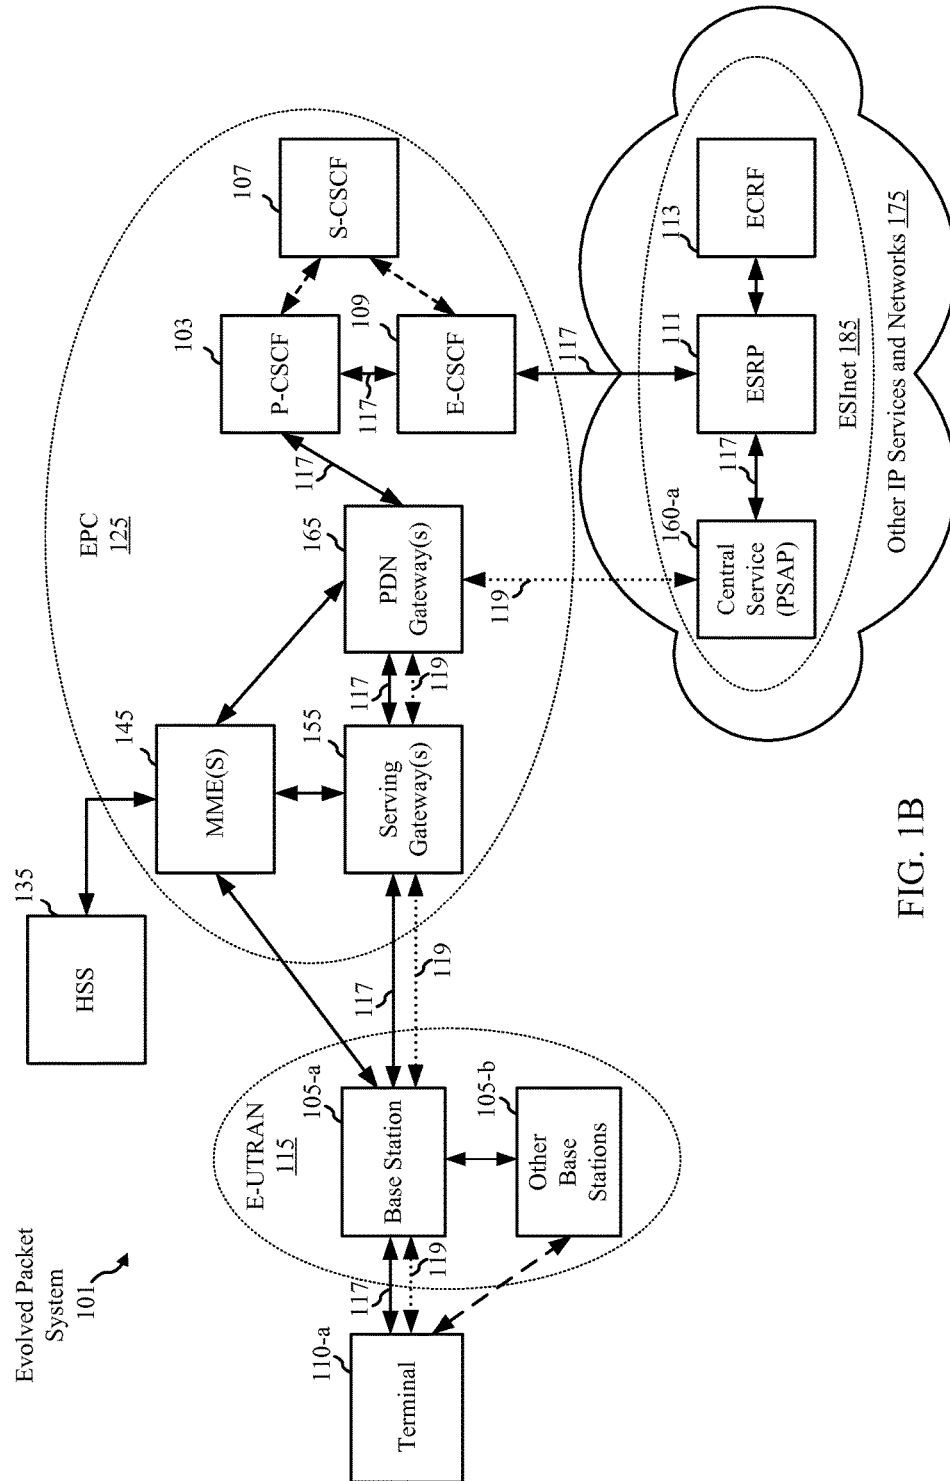 Evolved Packet
System
101
HSS
135
EPC
125
MME(S)
145
E-UTRAN
115
Terminal
110-a
117
119
Base Station
105-a
Other
Base
Stations
105-b
117
119
Serving
Gateway(s)
155
117
119
PDN
Gateway(s)
165
117
P-CSCF
103
S-CSCF
107
117
E-CSCF
109
119
117
Central
Service
(PSAP)
160-a
117
ESRP
111
ECRF
113
ESInet 185
Other IP Services and Networks 175
FIG. 1B